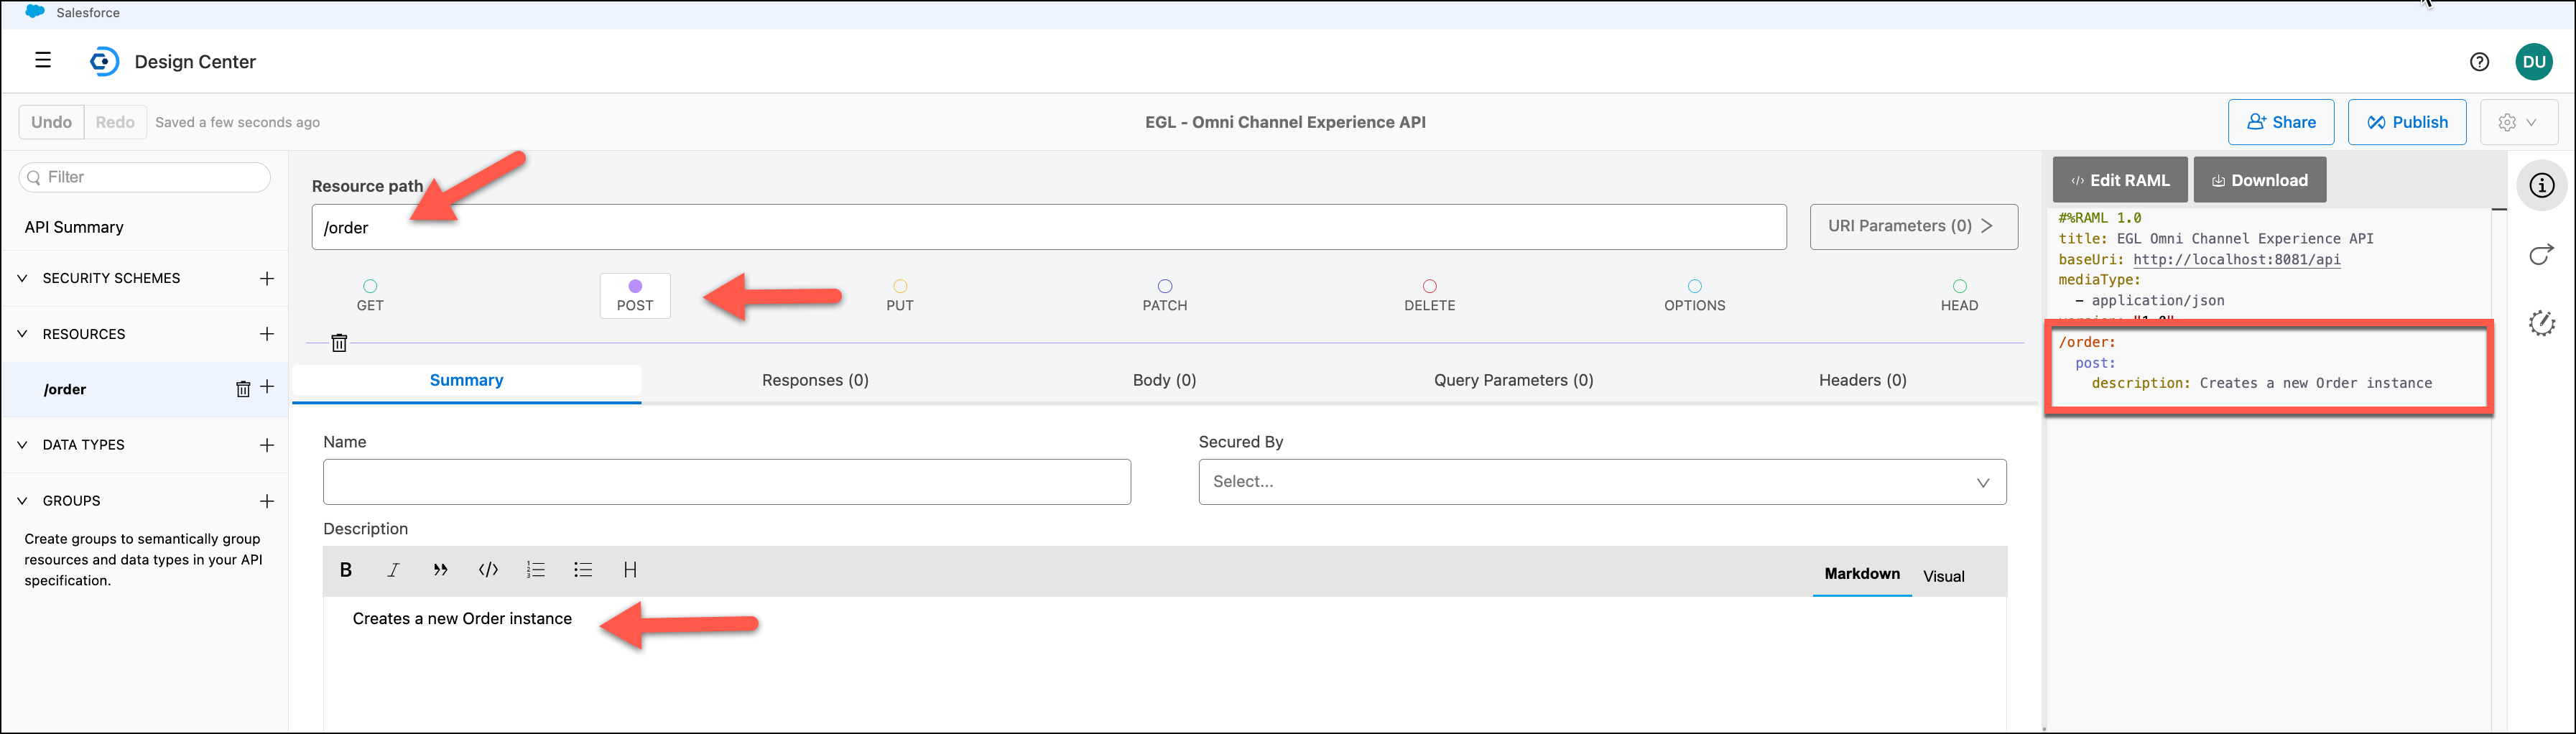 Salesforce
Design Center
DU
Undo
Redo
Saved a few seconds ago
EGL - Omni Channel Experience API
Share
Publish
Filter
API Summary
SECURITY SCHEMES
RESOURCES
/order
DATA TYPES
GROUPS
Create groups to semantically group
resources and data types in your API
specification.
Resource path
/order
URI Parameters (0)
GET
POST
PUT
PATCH
DELETE
OPTIONS
HEAD
Summary
Responses (0)
Body (0)
Query Parameters (0)
Headers (0)
Name
Secured By
Select...
Description
B
I
H
Markdown
Visual
Creates a new Order instance
Edit RAML
Download
#%RAML 1.0
title: EGL Omni Channel Experience API
baseUri: http://localhost:8081/api
mediaType:
- application/json
/order:
post:
description: Creates a new Order instance